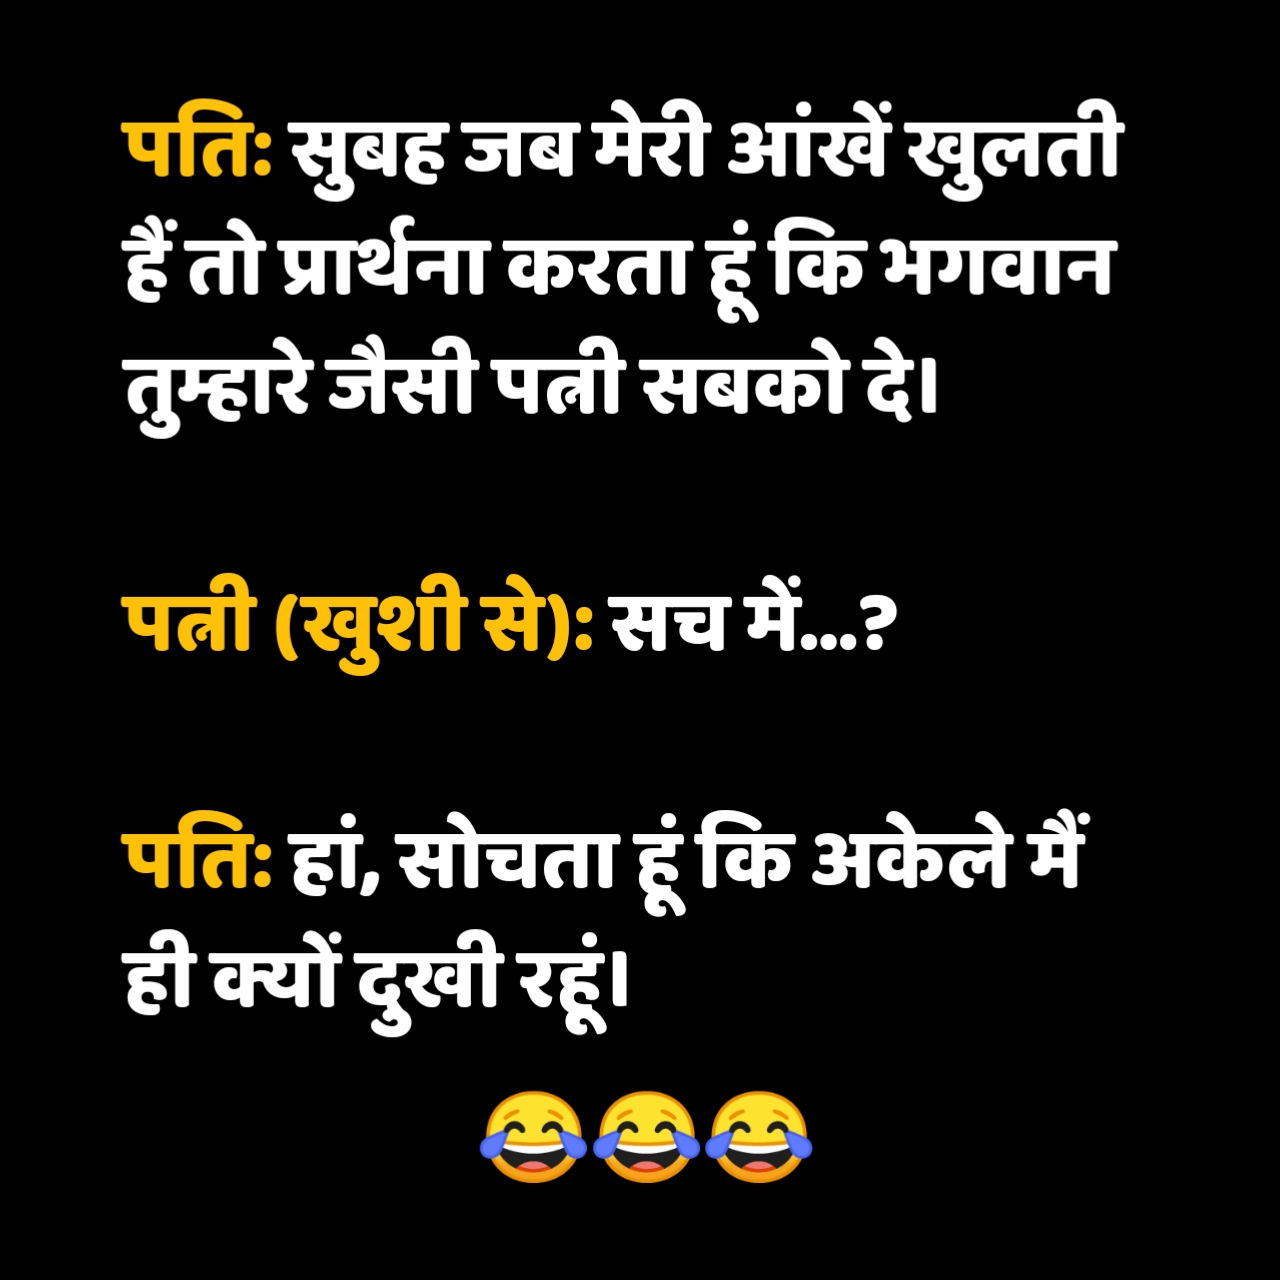 पति: सुबह जब मेरी आंखें खुलती
हैं तो प्रार्थना करता हूं कि भगवान
तुम्हारे जैसी पत्नी सबको दे।
पत्नी (खुशी से): सच में...?
पति: हां, सोचता हूं कि अकेले मैं
ही क्यों दुखी रहूं।
😂😂😂